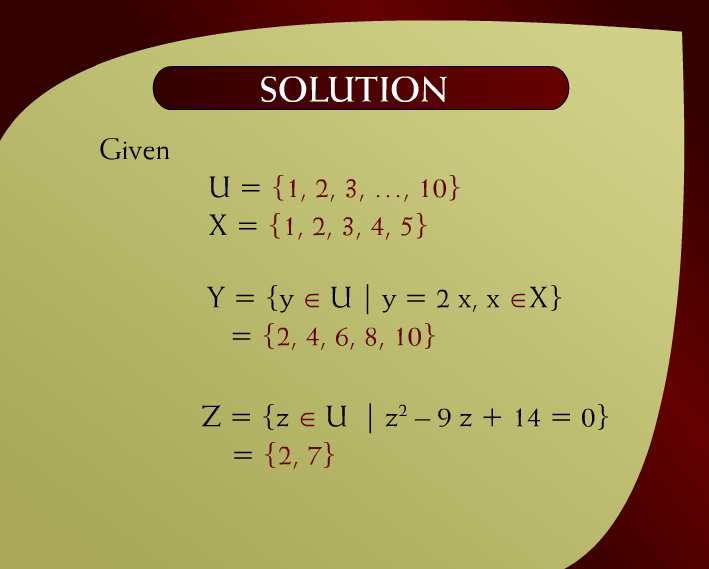 SOLUTION
Given
U = {1, 2, 3, ..., 10}
X = {1, 2, 3, 4, 5}
Y = {y ∈ U | y = 2 x, x ∈X}
= {2, 4, 6, 8, 10}
Z = {z ∈ U | z² – 9 z + 14 = 0}
= {2, 7}